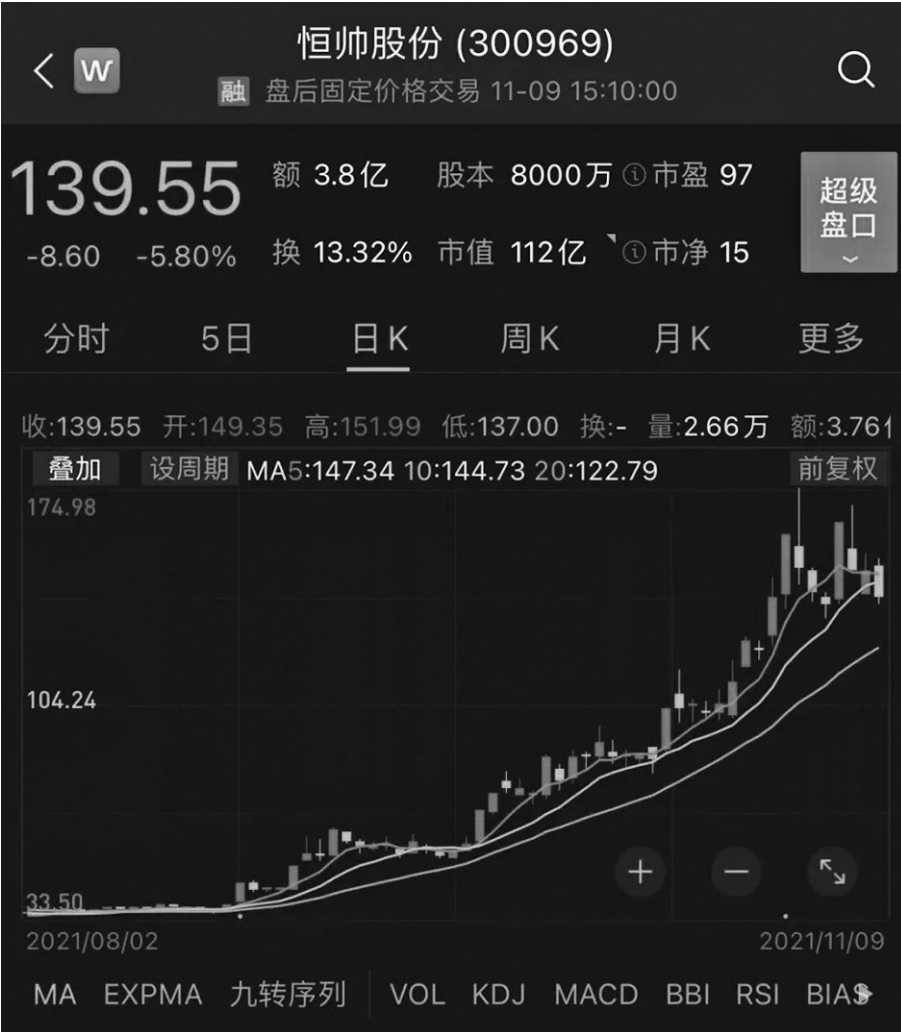 恒帅股份 (300969)
W
融 盘后固定价格交易 11-09 15:10:00
139.55 额 3.8亿 股本 8000万 市盈 97 超级
-8.60 -5.80% 换 13.32% 市值 112亿 市净 15 盘口
分时 5日 日K 周K 月K 更多
收:139.55 开:149.35 高:151.99 低:137.00 换:- 量:2.66万 额:3.76
叠加 设周期 MA5:147.34 10:144.73 20:122.79 前复权
174.98
104.24
33.50
2021/08/02 2021/11/09
MA EXPMA 九转序列 VOL KDJ MACD BBI RSI BIAS